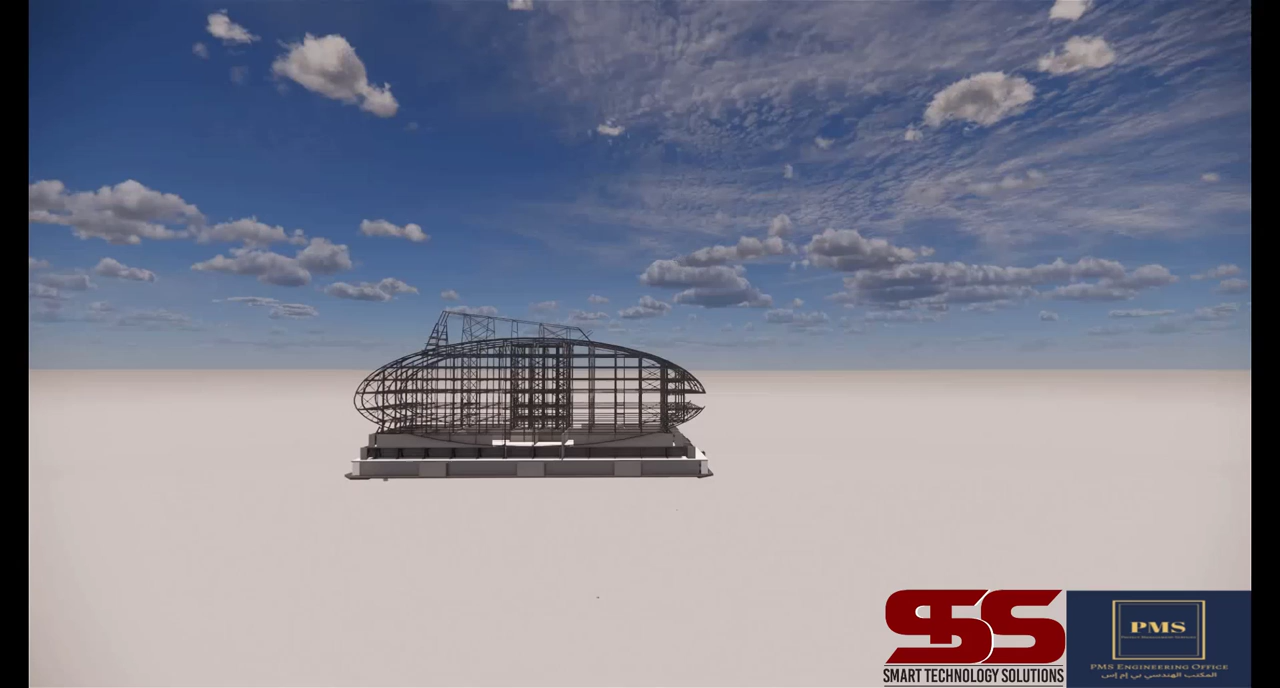 SS
SMART TECHNOLOGY SOLUTIONS
PMS
PMS ENGINEERING OFFICE
المكتب الهندسي بي إم إس